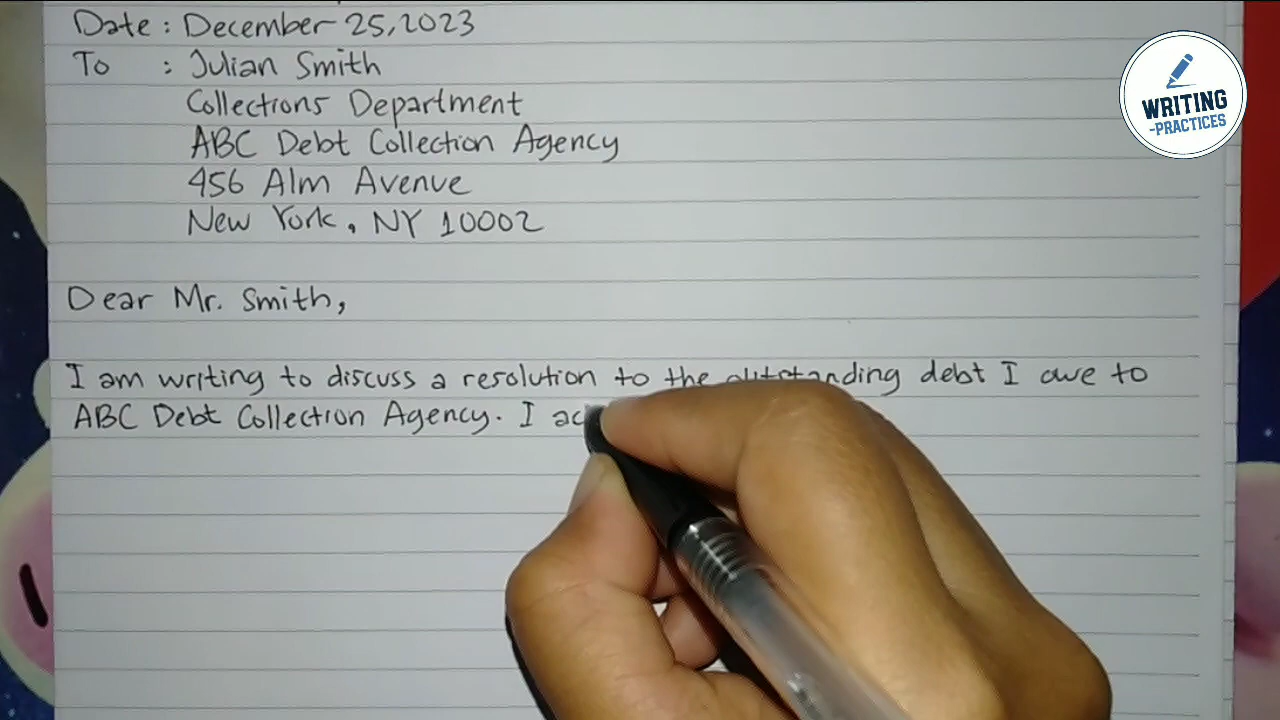 Date : December 25, 2023
To : Julian Smith
Collections Department
ABC Debt Collection Agency
456 Alm Avenue
New York, NY 10002
Dear Mr. Smith,
I am writing to discuss a resolution to the outstanding debt I owe to
ABC Debt Collection Agency. I ac
WRITING
-PRACTICES